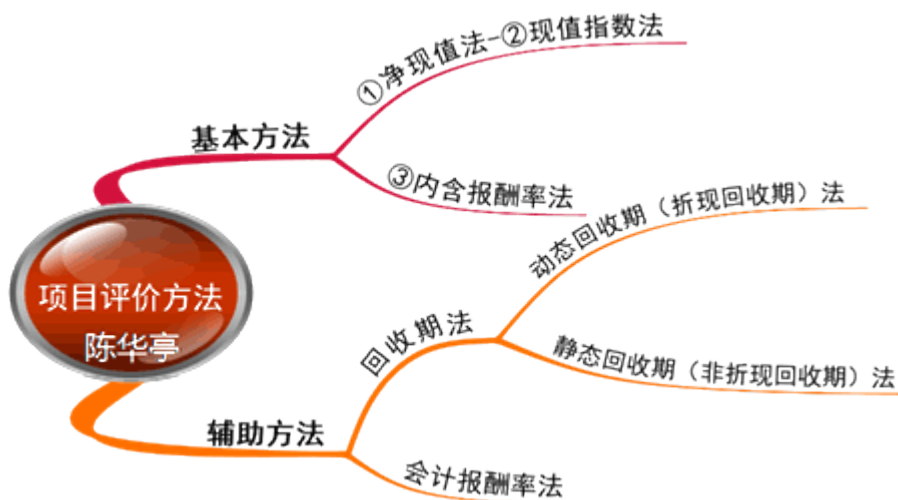 ①净现值法-②现值指数法
基本方法
③内含报酬率法
动态回收期（折现回收期）法
项目评价方法
陈华亭
回收期法
静态回收期（非折现回收期）法
辅助方法
会计报酬率法